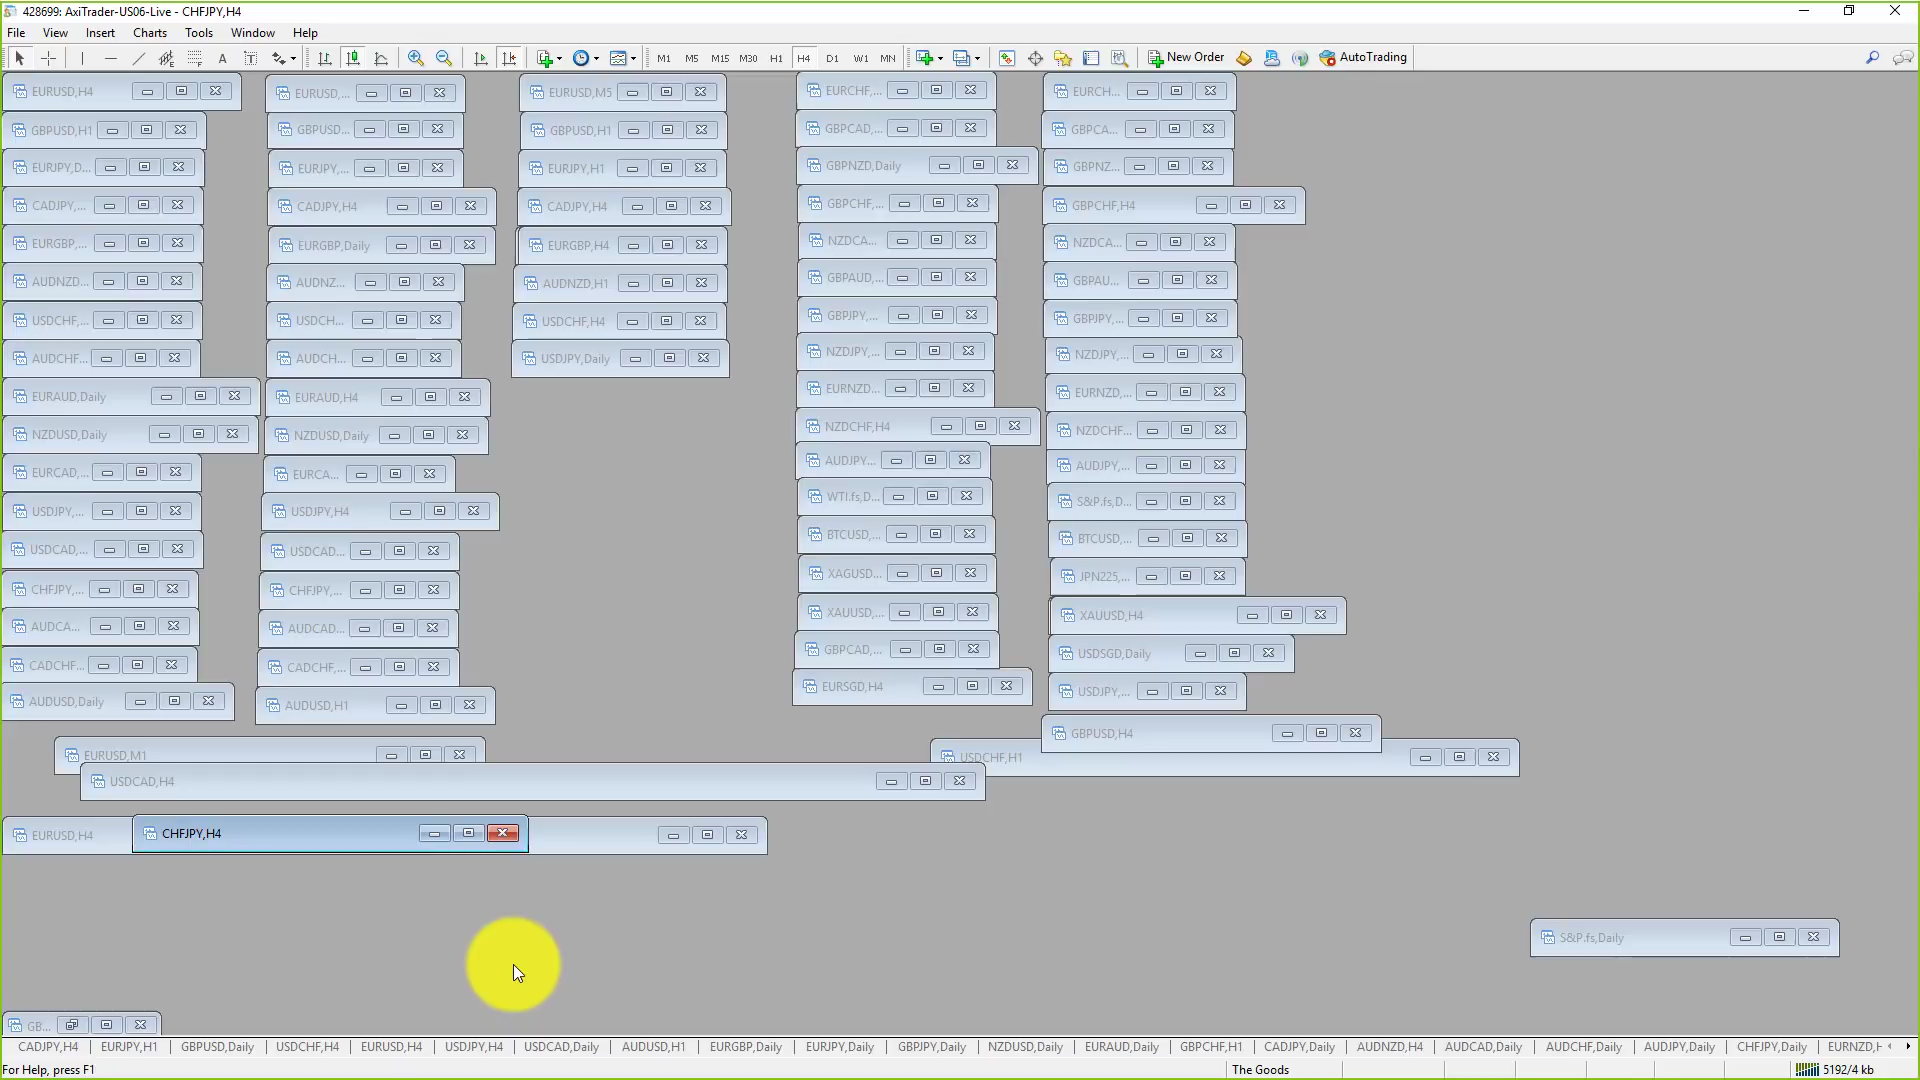 428699: AxiTrader-US06-Live - CHFJPY,H4
File View Insert Charts Tools Window Help
A T M1 M5 M15 M30 H1 H4 D1 W1 MN New Order AutoTrading
EURUSD,H4 EURUSD,... EURUSD,M5 EURCHF,... EURCH...
GBPUSD,H1 GBPUSD... GBPUSD,H1 GBPCAD,... GBPCA...
EURJPY,D... EURJPY,... EURJPY,H1 GBPNZD,Daily GBPNZ...
CADJPY,... CADJPY,H4 CADJPY,H4 GBPCHF,... GBPCHF,H4
EURGBP,... EURGBP,Daily EURGBP,H4 NZDCA... NZDCA...
AUDNZD... AUDNZ... AUDNZD,H1 GBPAUD,... GBPAU...
USDCHF,... USDCH... USDCHF,H4 GBPJPY,... GBPJPY,...
AUDCHF... AUDCH... USDJPY,Daily NZDJPY,... NZDJPY,...
EURAUD,Daily EURAUD,H4 EURNZD... EURNZD,...
NZDUSD,Daily NZDUSD,Daily NZDCHF,H4 NZDCHF...
EURCAD,... EURCA... AUDJPY,... AUDJPY,...
USDJPY,... USDJPY,H4 WTI.fs,D... S&P.fs,D...
USDCAD,... USDCAD... BTCUSD,... BTCUSD,...
CHFJPY,... CHFJPY,... XAGUSD... JPN225,...
AUDCA... AUDCAD... XAUUSD,... XAUUSD,H4
CADCHF... CADCHF,... GBPCAD,... USDSGD,Daily
AUDUSD,Daily AUDUSD,H1 EURSGD,H4 USDJPY,...
GBPUSD,H4
EURUSD,M1 USDCHF,H1
USDCAD,H4
EURUSD,H4 CHFJPY,H4
S&P.fs,Daily
GB...
CADJPY,H4 EURJPY,H1 GBPUSD,Daily USDCHF,H4 EURUSD,H4 USDJPY,H4 USDCAD,Daily AUDUSD,H1 EURGBP,Daily EURJPY,Daily GBPJPY,Daily NZDUSD,Daily EURAUD,Daily GBPCHF,H1 CADJPY,Daily AUDNZD,H4 AUDCAD,Daily AUDCHF,Daily AUDJPY,Daily CHFJPY,Daily EURNZD,H
For Help, press F1 The Goods 5192/4 kb